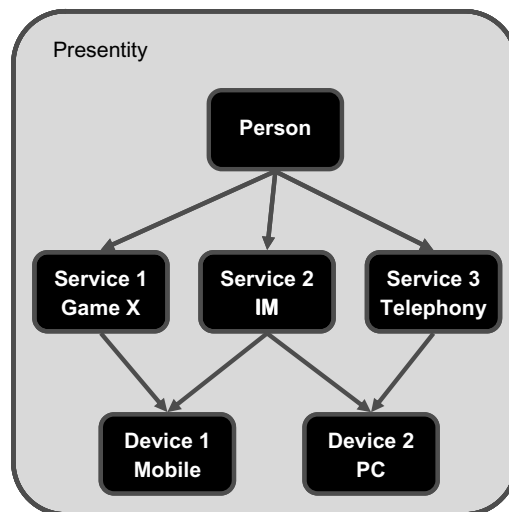 Presentity
Person
Service 1
Game X
Service 2
IM
Service 3
Telephony
Device 1
Mobile
Device 2
PC